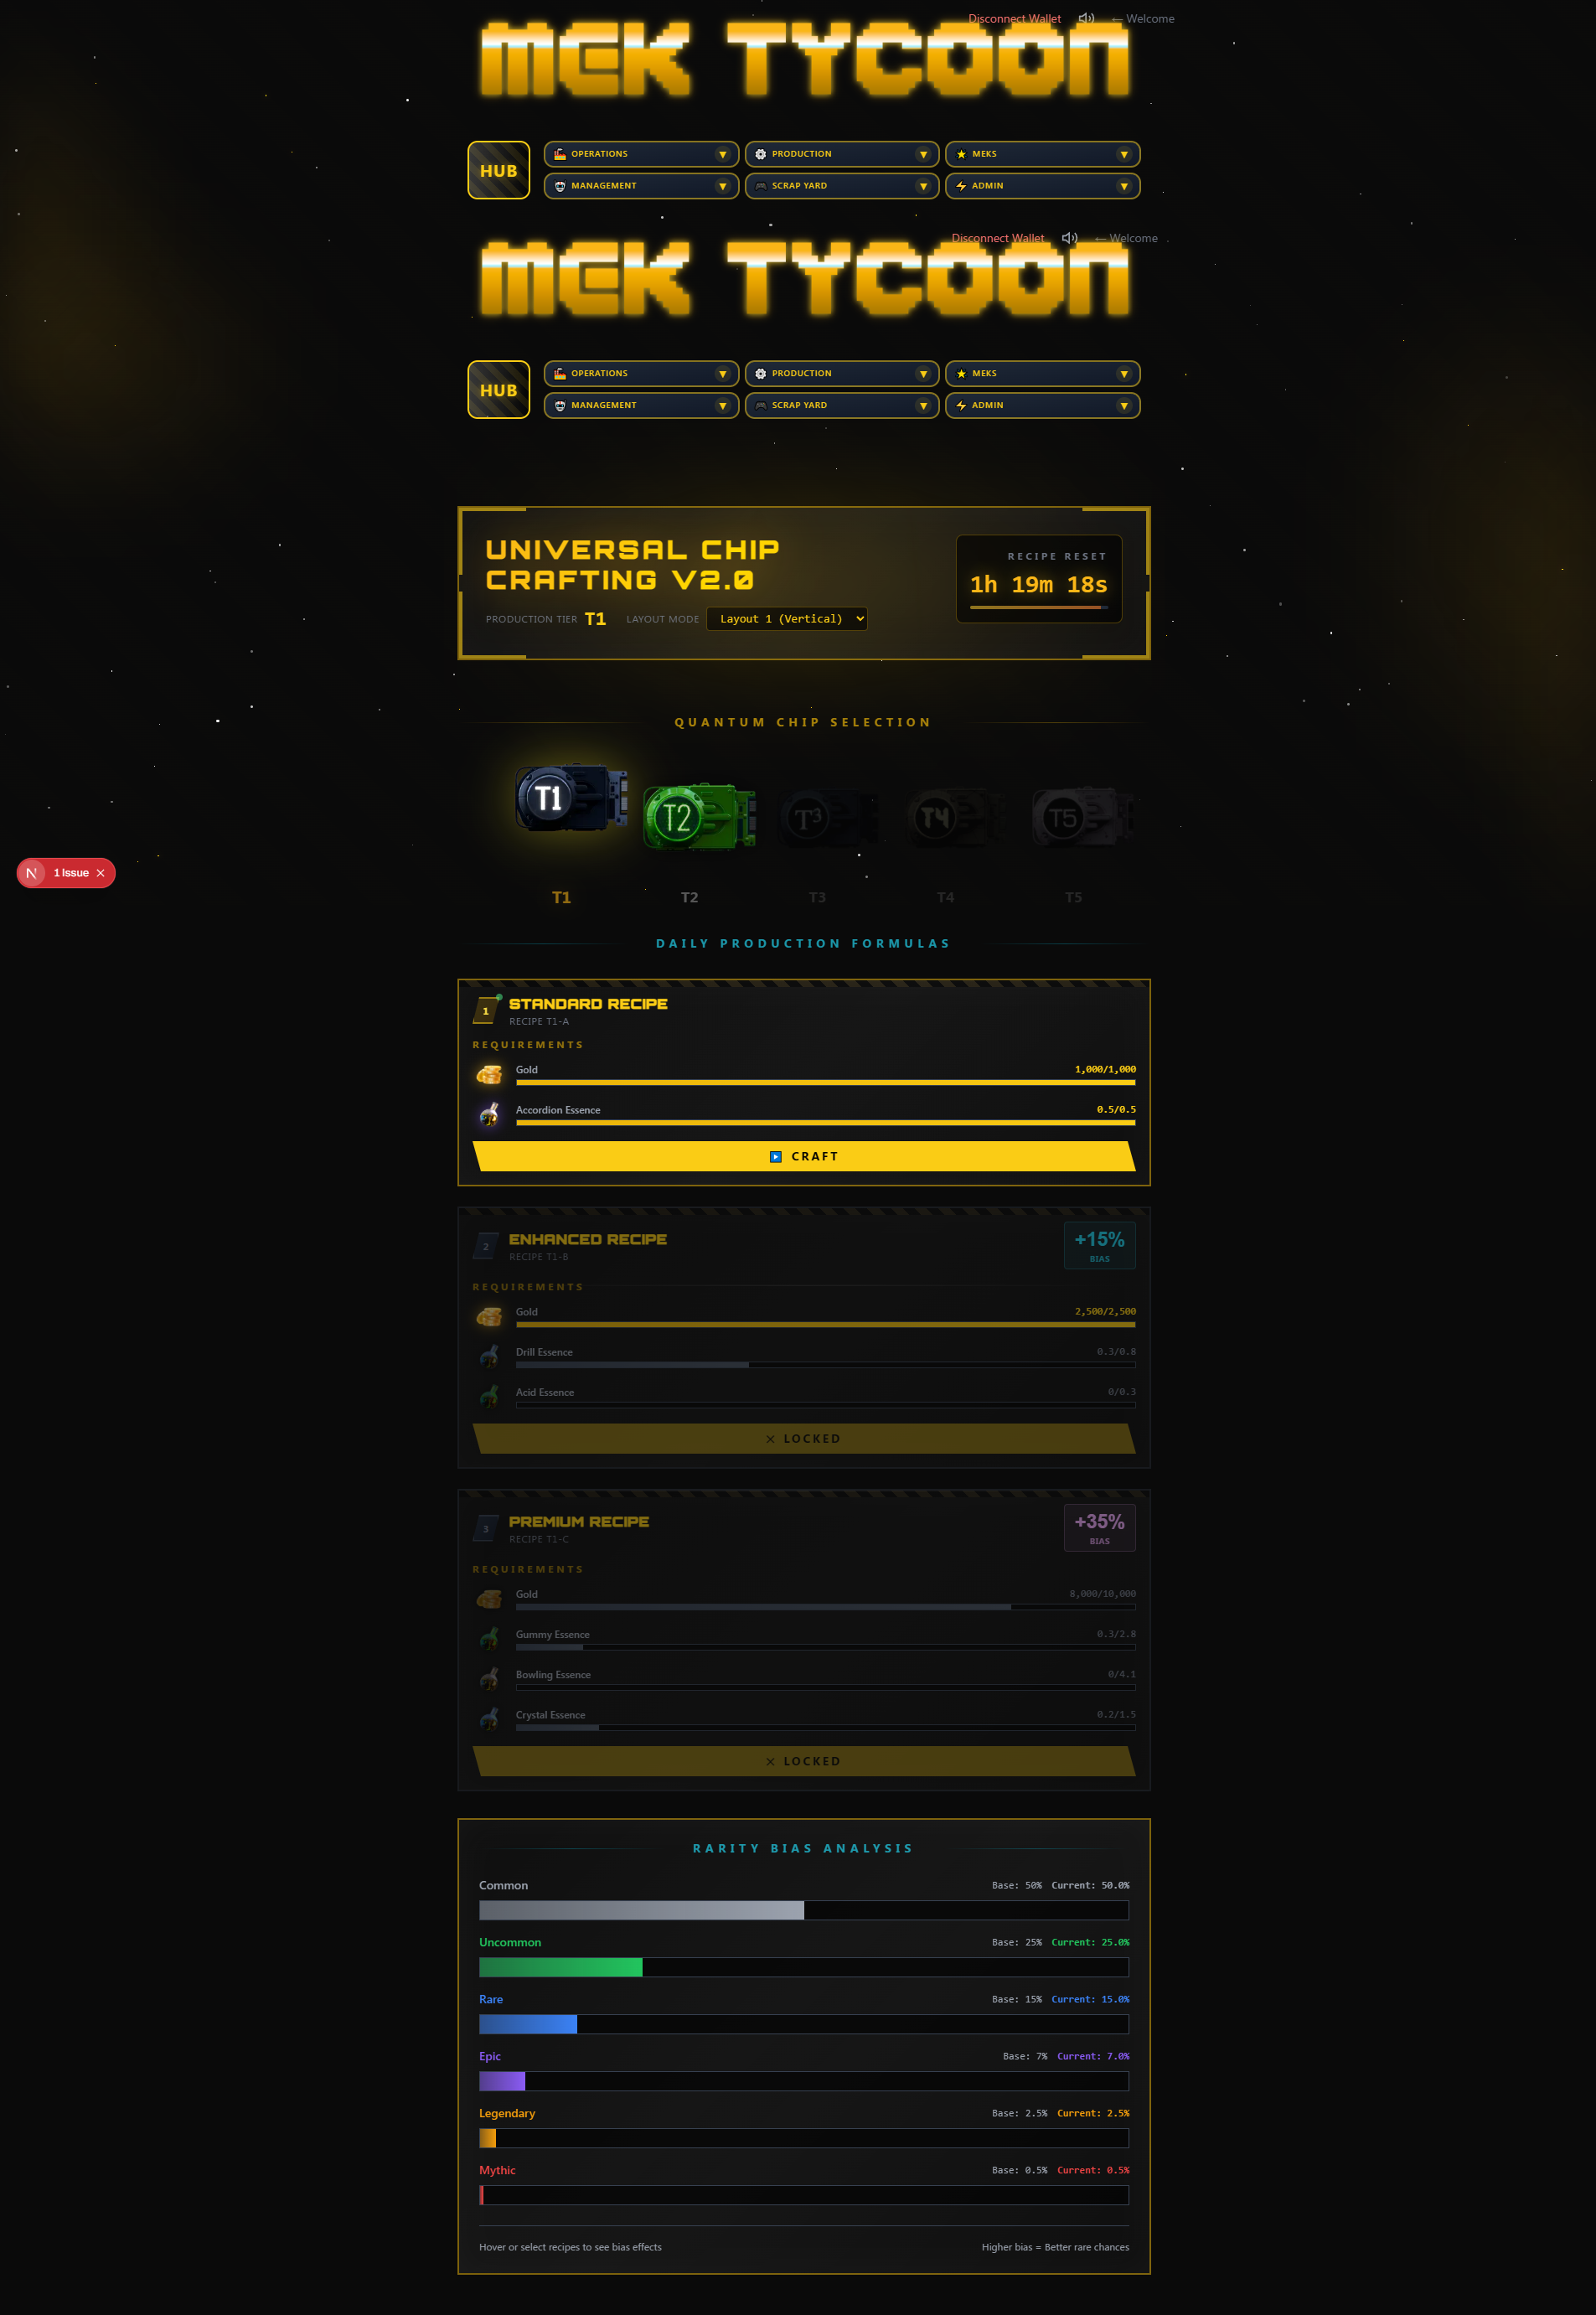 Disconnect Wallet ← Welcome
MEK TYCOON
HUB
OPERATIONS ▼
PRODUCTION ▼
MEKS ▼
MANAGEMENT ▼
SCRAP YARD ▼
ADMIN ▼
Disconnect Wallet ← Welcome
MEK TYCOON
HUB
OPERATIONS ▼
PRODUCTION ▼
MEKS ▼
MANAGEMENT ▼
SCRAP YARD ▼
ADMIN ▼
UNIVERSAL CHIP
CRAFTING V2.0
PRODUCTION TIER T1 LAYOUT MODE Layout 1 (Vertical)
RECIPE RESET
1h 19m 18s
QUANTUM CHIP SELECTION
T1 T2 T3 T4 T5
N 1 Issue ×
T1 T2 T3 T4 T5
DAILY PRODUCTION FORMULAS
1 STANDARD RECIPE
RECIPE T1-A
REQUIREMENTS
Gold 1,000/1,000
Accordion Essence 0.5/0.5
CRAFT
2 ENHANCED RECIPE
RECIPE T1-B
+15%
BIAS
REQUIREMENTS
Gold 2,500/2,500
Drill Essence 0.3/0.8
Acid Essence 0/0.3
× LOCKED
3 PREMIUM RECIPE
RECIPE T1-C
+35%
BIAS
REQUIREMENTS
Gold 8,000/10,000
Gummy Essence 0.3/2.8
Bowling Essence 0/4.1
Crystal Essence 0.2/1.5
× LOCKED
RARITY BIAS ANALYSIS
Common Base: 50% Current: 50.0%
Uncommon Base: 25% Current: 25.0%
Rare Base: 15% Current: 15.0%
Epic Base: 7% Current: 7.0%
Legendary Base: 2.5% Current: 2.5%
Mythic Base: 0.5% Current: 0.5%
Hover or select recipes to see bias effects Higher bias = Better rare chances